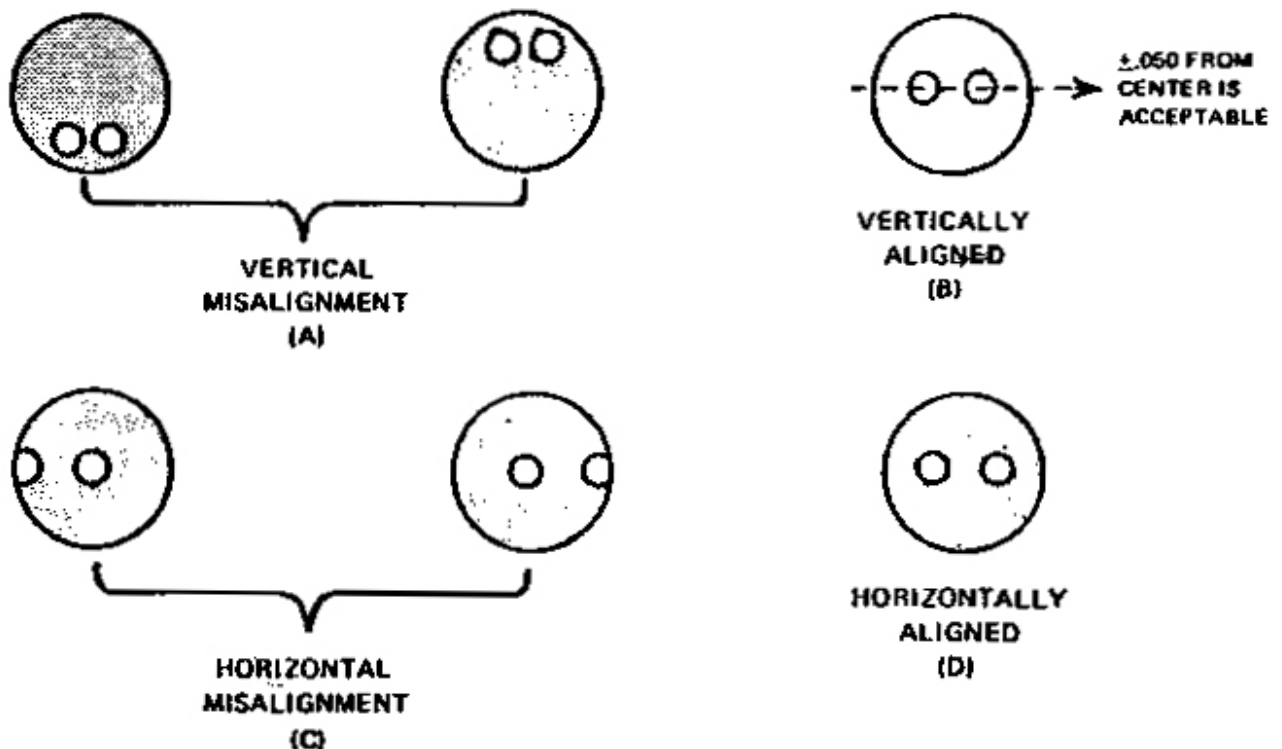 ±.050 FROM
CENTER IS
ACCEPTABLE
VERTICAL
MISALIGNMENT
(A)
VERTICALLY
ALIGNED
(B)
HORIZONTAL
MISALIGNMENT
(C)
HORIZONTALLY
ALIGNED
(D)